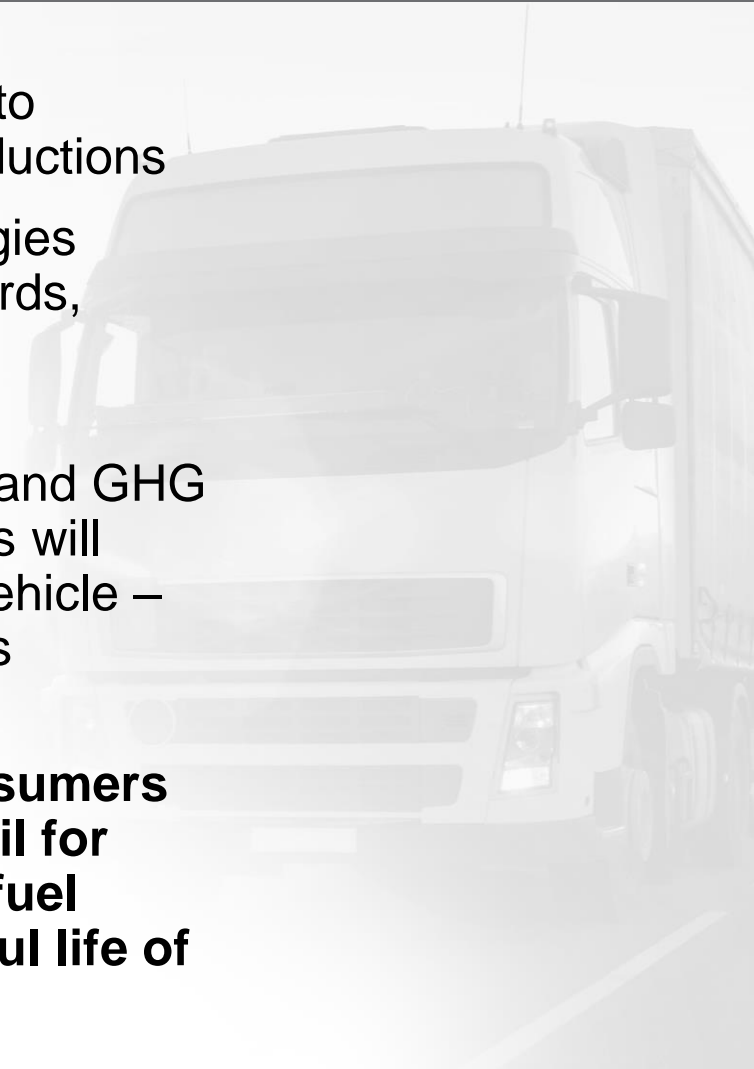 to
ductions
gies
rds,
and GHG
s will
ehicle –
s
sumers
il for
fuel
ul life of